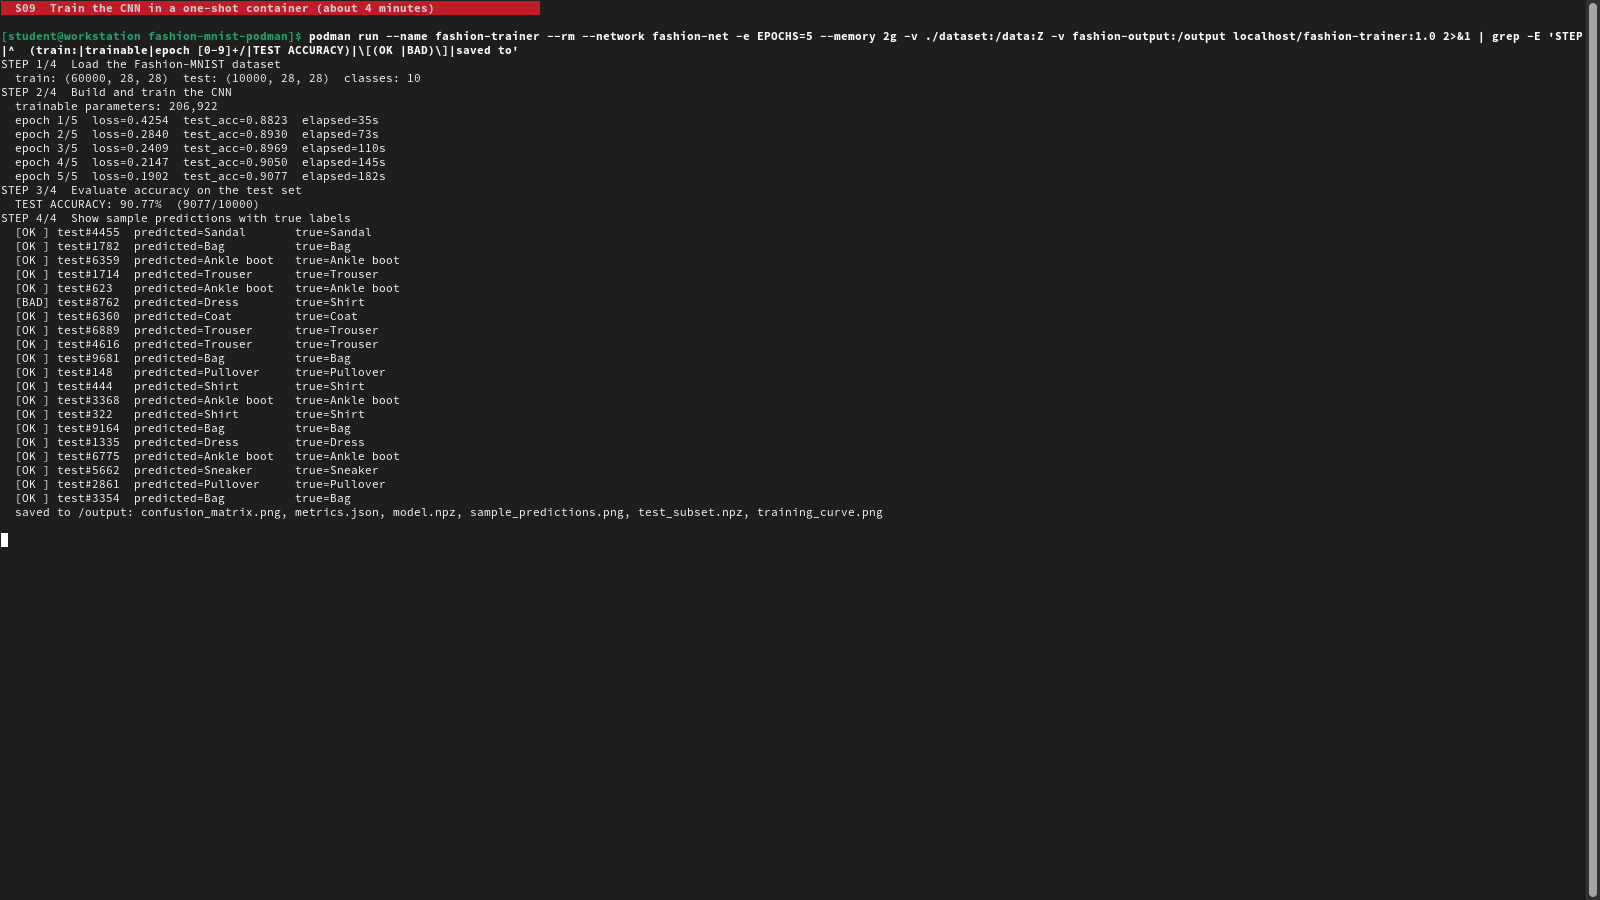 S09  Train the CNN in a one-shot container (about 4 minutes)
[student@workstation fashion-mnist-podman]$ podman run --name fashion-trainer --rm --network fashion-net -e EPOCHS=5 --memory 2g -v ./dataset:/data:Z -v fashion-output:/output localhost/fashion-trainer:1.0 2>&1 | grep -E 'STEP
|^  (train:|trainable|epoch [0-9]+/|TEST ACCURACY)|\[(OK |BAD)\]|saved to'
STEP 1/4  Load the Fashion-MNIST dataset
  train: (60000, 28, 28)  test: (10000, 28, 28)  classes: 10
STEP 2/4  Build and train the CNN
  trainable parameters: 206,922
  epoch 1/5  loss=0.4254  test_acc=0.8823  elapsed=35s
  epoch 2/5  loss=0.2840  test_acc=0.8930  elapsed=73s
  epoch 3/5  loss=0.2409  test_acc=0.8969  elapsed=110s
  epoch 4/5  loss=0.2147  test_acc=0.9050  elapsed=145s
  epoch 5/5  loss=0.1902  test_acc=0.9077  elapsed=182s
STEP 3/4  Evaluate accuracy on the test set
  TEST ACCURACY: 90.77%  (9077/10000)
STEP 4/4  Show sample predictions with true labels
  [OK ] test#4455  predicted=Sandal       true=Sandal
  [OK ] test#1782  predicted=Bag          true=Bag
  [OK ] test#6359  predicted=Ankle boot   true=Ankle boot
  [OK ] test#1714  predicted=Trouser      true=Trouser
  [OK ] test#623   predicted=Ankle boot   true=Ankle boot
  [BAD] test#8762  predicted=Dress        true=Shirt
  [OK ] test#6360  predicted=Coat         true=Coat
  [OK ] test#6889  predicted=Trouser      true=Trouser
  [OK ] test#4616  predicted=Trouser      true=Trouser
  [OK ] test#9681  predicted=Bag          true=Bag
  [OK ] test#148   predicted=Pullover     true=Pullover
  [OK ] test#444   predicted=Shirt        true=Shirt
  [OK ] test#3368  predicted=Ankle boot   true=Ankle boot
  [OK ] test#322   predicted=Shirt        true=Shirt
  [OK ] test#9164  predicted=Bag          true=Bag
  [OK ] test#1335  predicted=Dress        true=Dress
  [OK ] test#6775  predicted=Ankle boot   true=Ankle boot
  [OK ] test#5662  predicted=Sneaker      true=Sneaker
  [OK ] test#2861  predicted=Pullover     true=Pullover
  [OK ] test#3354  predicted=Bag          true=Bag
  saved to /output: confusion_matrix.png, metrics.json, model.npz, sample_predictions.png, test_subset.npz, training_curve.png